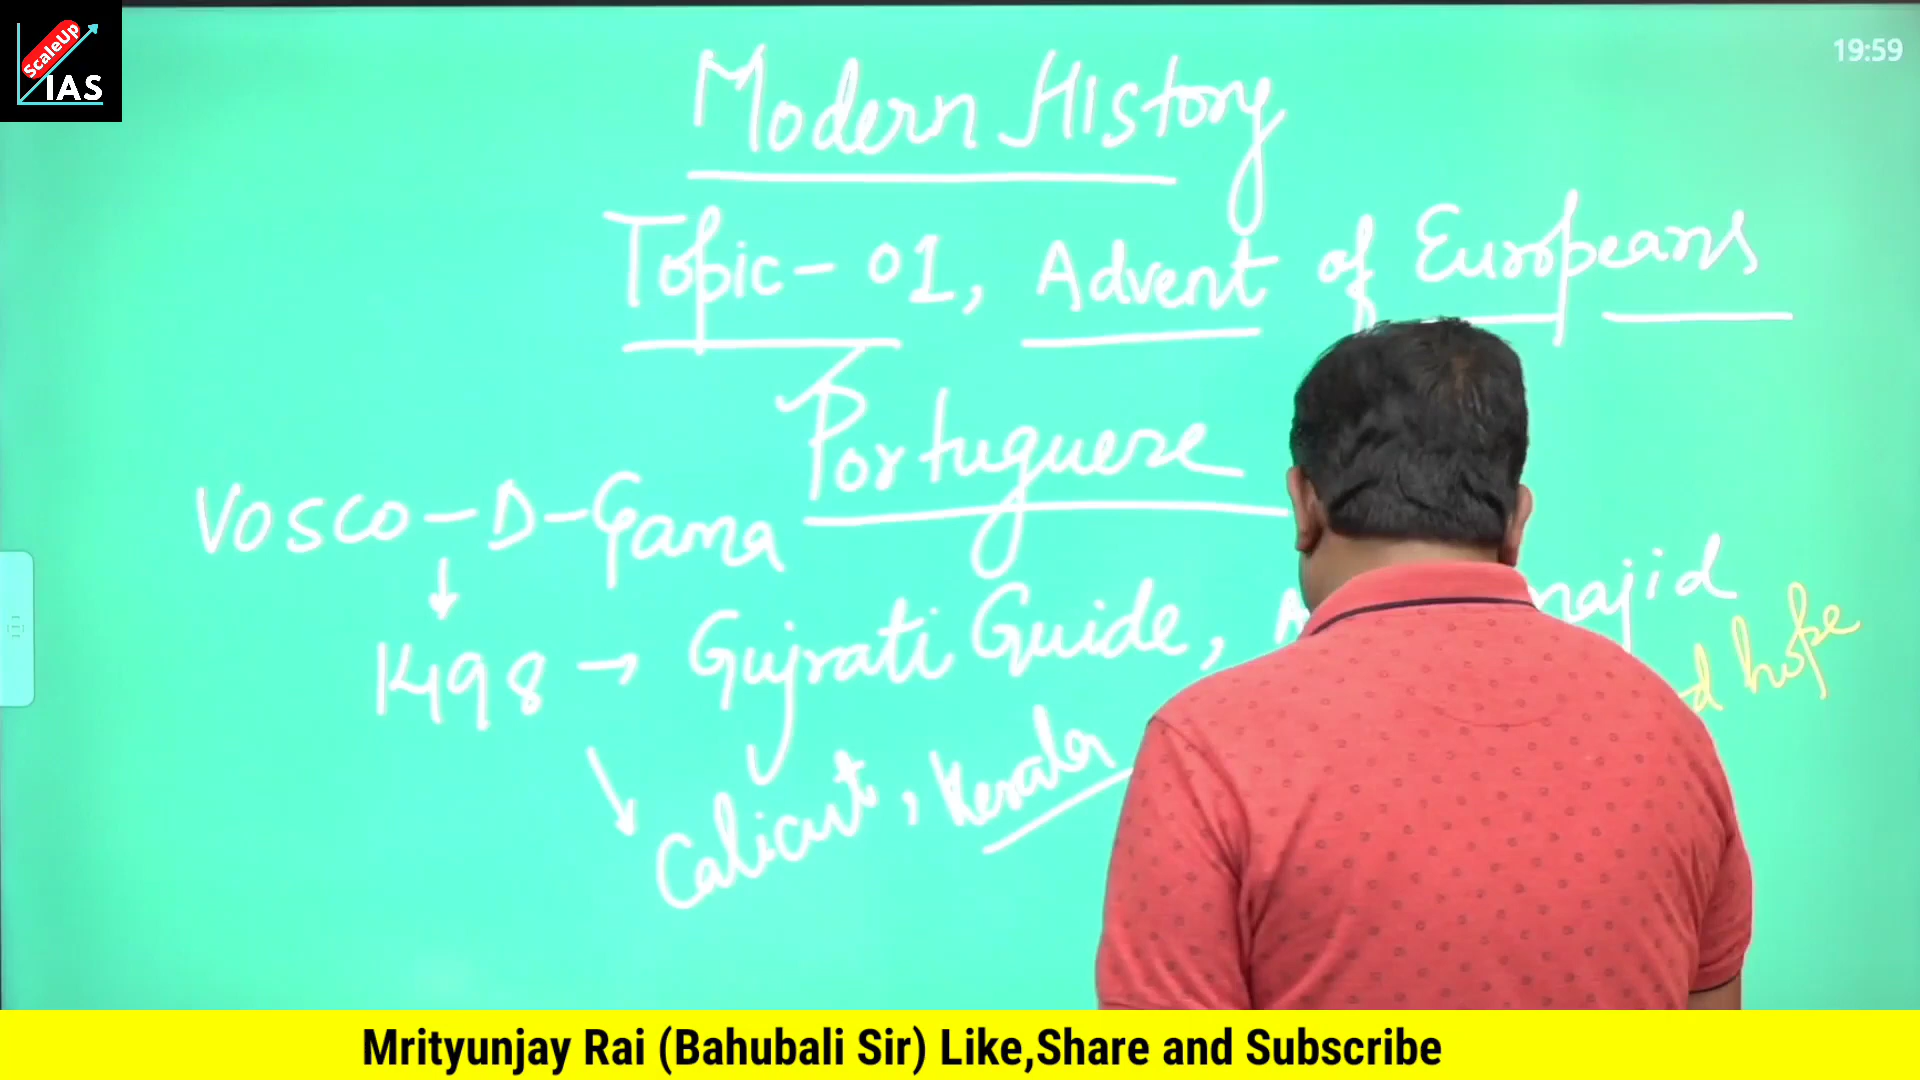 ScaleUp
IAS
19:59
Modern History
Topic-01, Advent of Europeans
Portuguese
VOSCO-D-Gama
1498 → Gujrati Guide,
hope
Calicut, Kerala
Mrityunjay Rai (Bahubali Sir) Like,Share and Subscribe